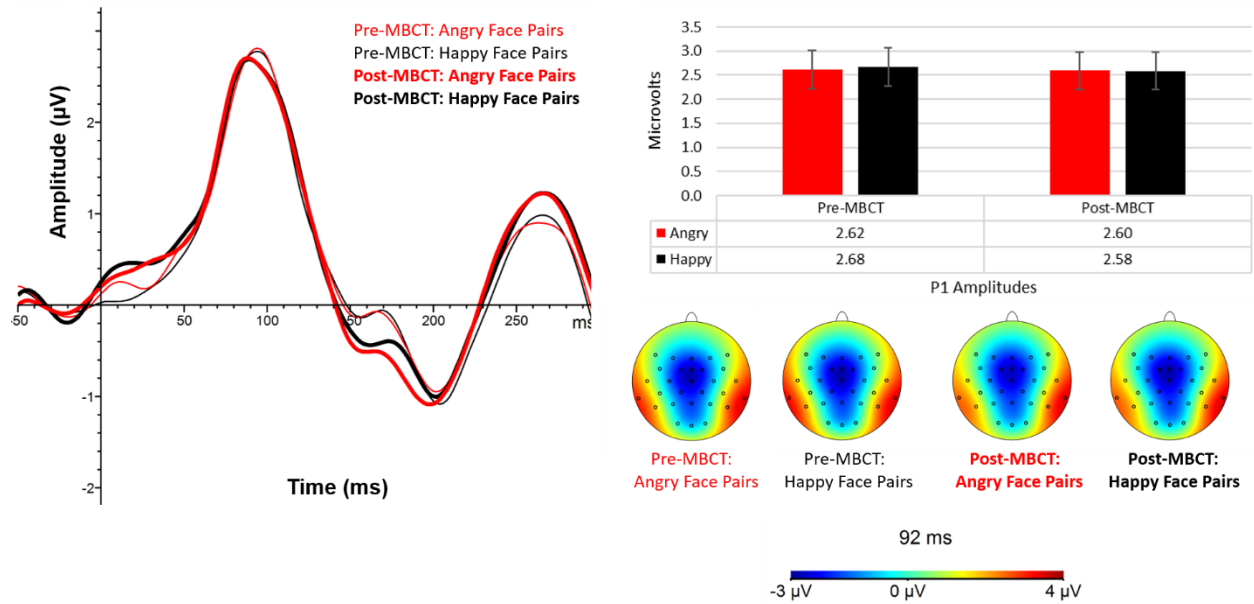 Pre-MBCT: Angry Face Pairs
Pre-MBCT: Happy Face Pairs
Post-MBCT: Angry Face Pairs
Post-MBCT: Happy Face Pairs
Amplitude (µV)
2
1
-1
-2
-50
50
100
150
200
250
ms
Time (ms)
Microvolts
3.5
3.0
2.5
2.0
1.5
1.0
0.5
0.0
Pre-MBCT Post-MBCT
Angry 2.62 2.60
Happy 2.68 2.58
P1 Amplitudes
Pre-MBCT:
Angry Face Pairs
Pre-MBCT:
Happy Face Pairs
Post-MBCT:
Angry Face Pairs
Post-MBCT:
Happy Face Pairs
92 ms
-3 µV 0 µV 4 µV